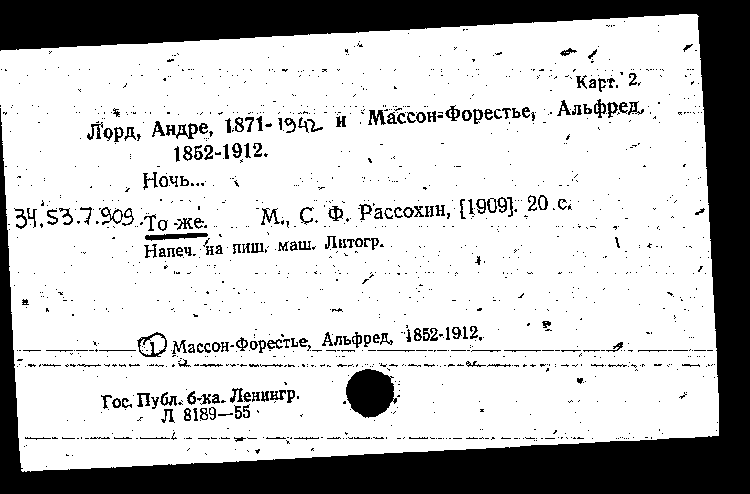 Карт. 2.
Лорд, Андре, 1871-1942 и Массон-Форестье, Альфред,
1852-1912.
Ночь...
34.53.7.909. То -же. М., С. Ф. Рассохин, [1909]. 20 с.
Напеч. на пиш. маш. Литогр.
1 Массон-Форестье, Альфред, 1852-1912.
Гос. Публ. б-ка. Ленингр.
Л 8189—55